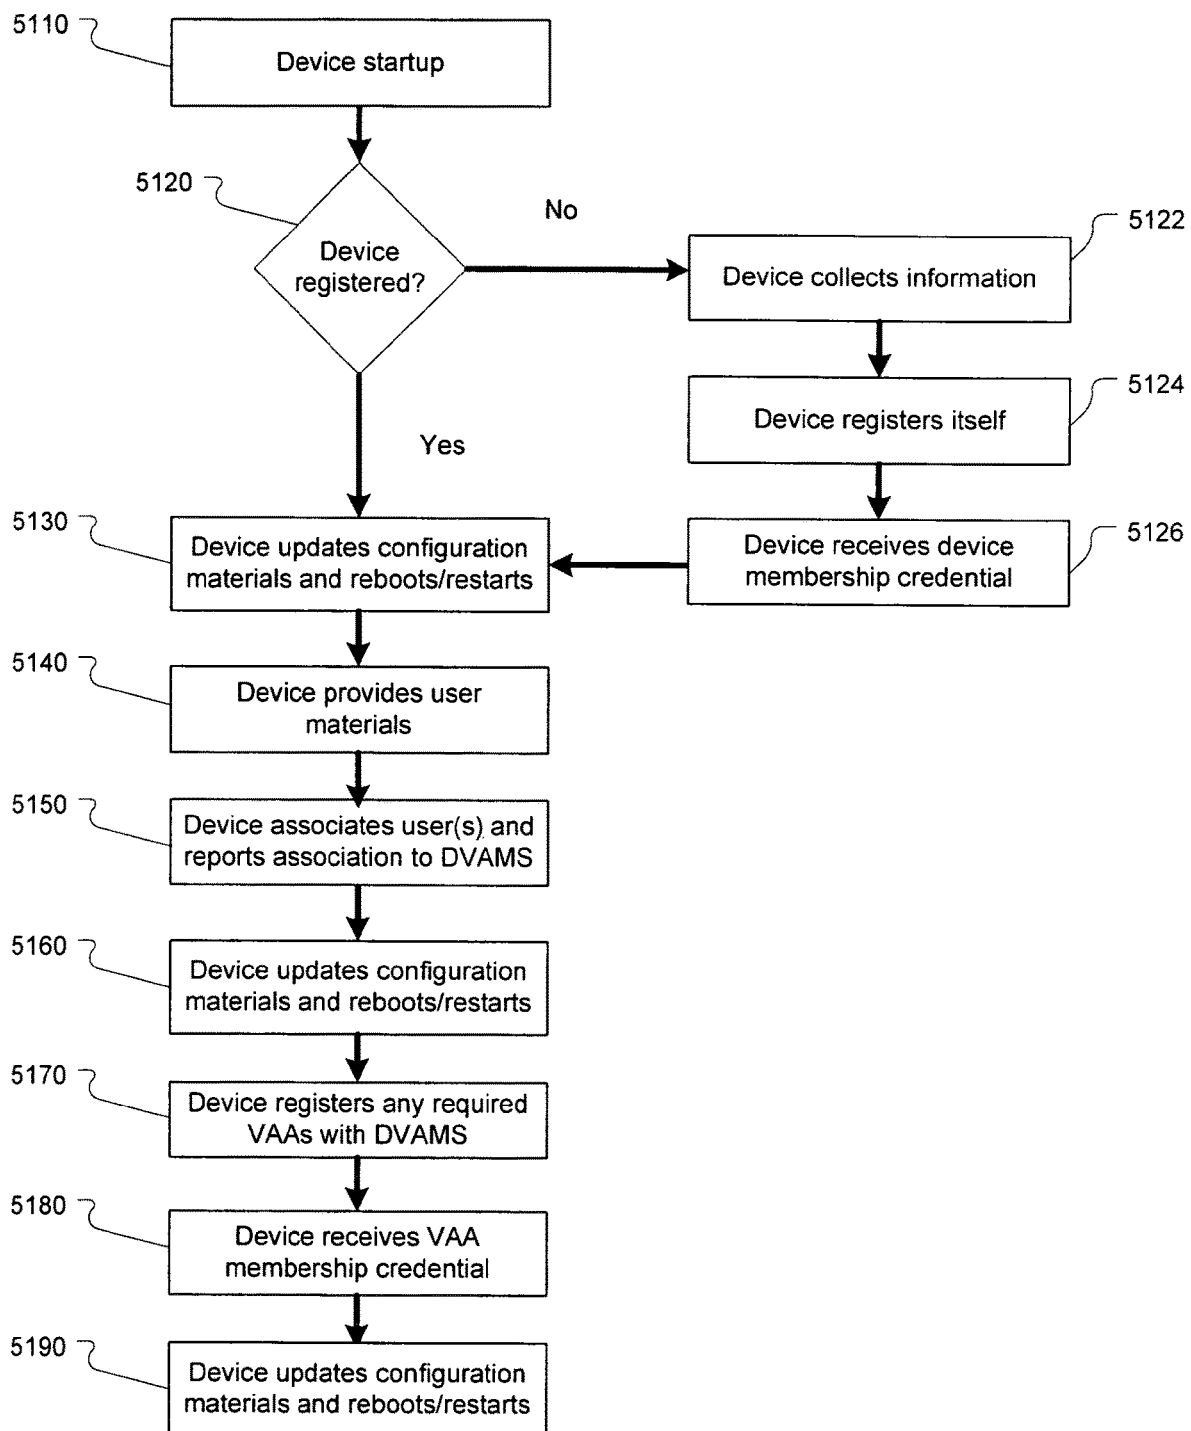 5110
Device startup
5120
Device
registered?
No
5122
Device collects information
5124
Device registers itself
Yes
5126
Device receives device
membership credential
5130
Device updates configuration
materials and reboots/restarts
5140
Device provides user
materials
5150
Device associates user(s) and
reports association to DVAMS
5160
Device updates configuration
materials and reboots/restarts
5170
Device registers any required
VAAs with DVAMS
5180
Device receives VAA
membership credential
5190
Device updates configuration
materials and reboots/restarts